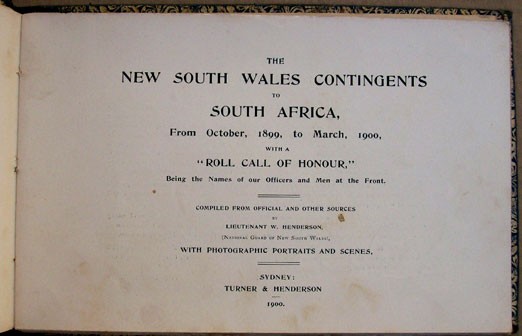 THE
NEW SOUTH WALES CONTINGENTS
TO
SOUTH AFRICA,
From October, 1899, to March, 1900,
WITH A
"ROLL CALL OF HONOUR,"
Being the Names of our Officers and Men at the Front.
COMPILED FROM OFFICIAL AND OTHER SOURCES
BY
LIEUTENANT W. HENDERSON,
(NATIONAL GUARD OF NEW SOUTH WALES),
WITH PHOTOGRAPHIC PORTRAITS AND SCENES,
SYDNEY:
TURNER & HENDERSON
1900.